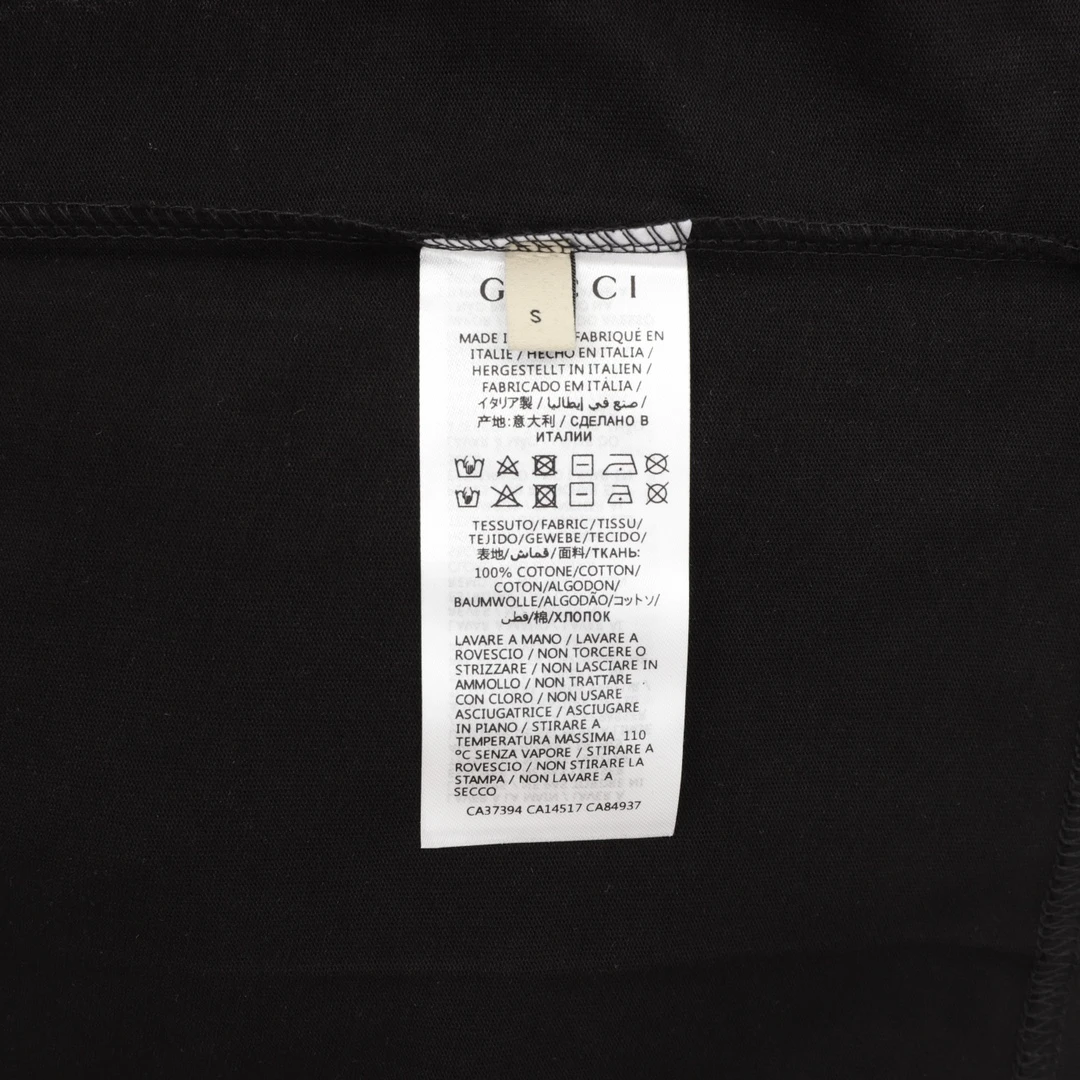 G CCI
S
MADE I FABRIQUÉ EN
ITALIE / HECHO EN ITALIA /
HERGESTELLT IN ITALIEN /
FABRICADO EM ITÁLIA /
イタリア製 / صنع في إيطاليا /
产地:意大利 / СДЕЛАНО В
ИТАЛИИ
TESSUTO/FABRIC/TISSU/
TEJIDO/GEWEBE/TECIDO/
表地/قماش/面料/ТКАНЬ:
100% COTONE/COTTON/
COTON/ALGODON/
BAUMWOLLE/ALGODÃO/コットソ/
قطن/棉/ХЛОПОК
LAVARE A MANO / LAVARE A
ROVESCIO / NON TORCERE O
STRIZZARE / NON LASCIARE IN
AMMOLLO / NON TRATTARE
CON CLORO / NON USARE
ASCIUGATRICE / ASCIUGARE
IN PIANO / STIRARE A
TEMPERATURA MASSIMA 110
ºC SENZA VAPORE / STIRARE A
ROVESCIO / NON STIRARE LA
STAMPA / NON LAVARE A
SECCO
CA37394 CA14517 CA84937